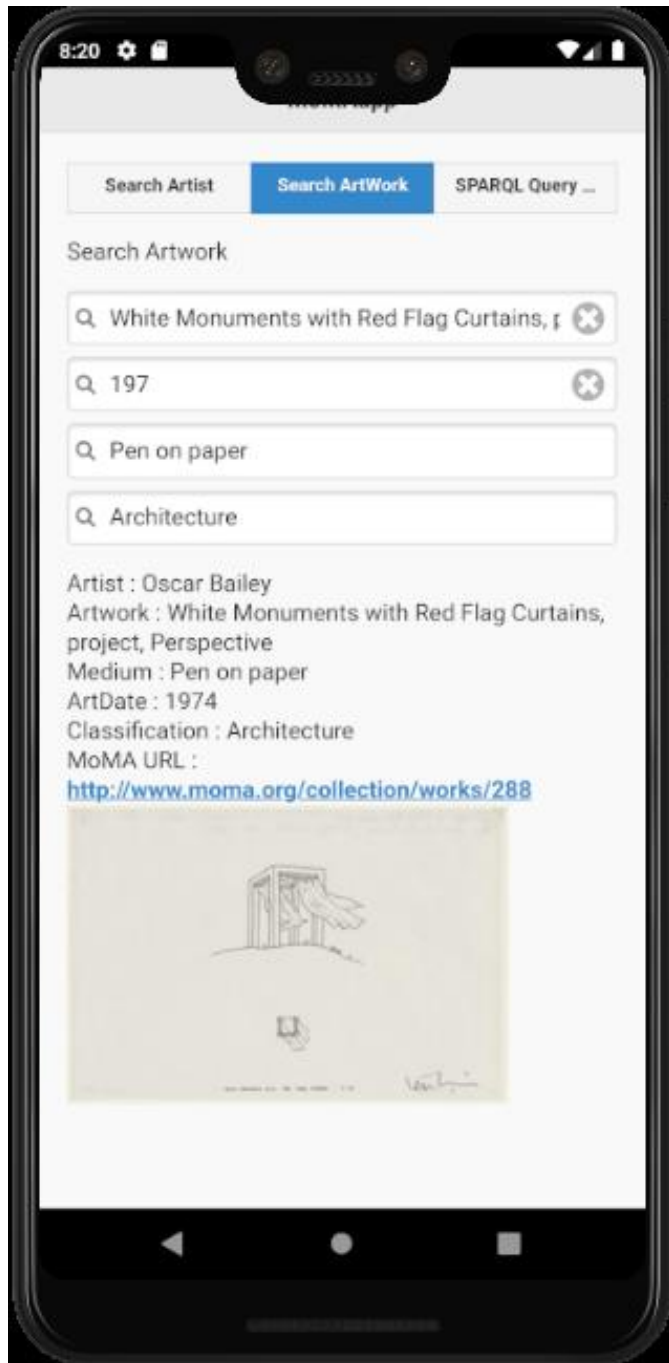 8:20
Search Artist
Search ArtWork
SPARQL Query ...
Search Artwork
White Monuments with Red Flag Curtains,
197
Pen on paper
Architecture
Artist : Oscar Bailey
Artwork : White Monuments with Red Flag Curtains,
project, Perspective
Medium : Pen on paper
ArtDate : 1974
Classification : Architecture
MoMA URL :
http://www.moma.org/collection/works/288